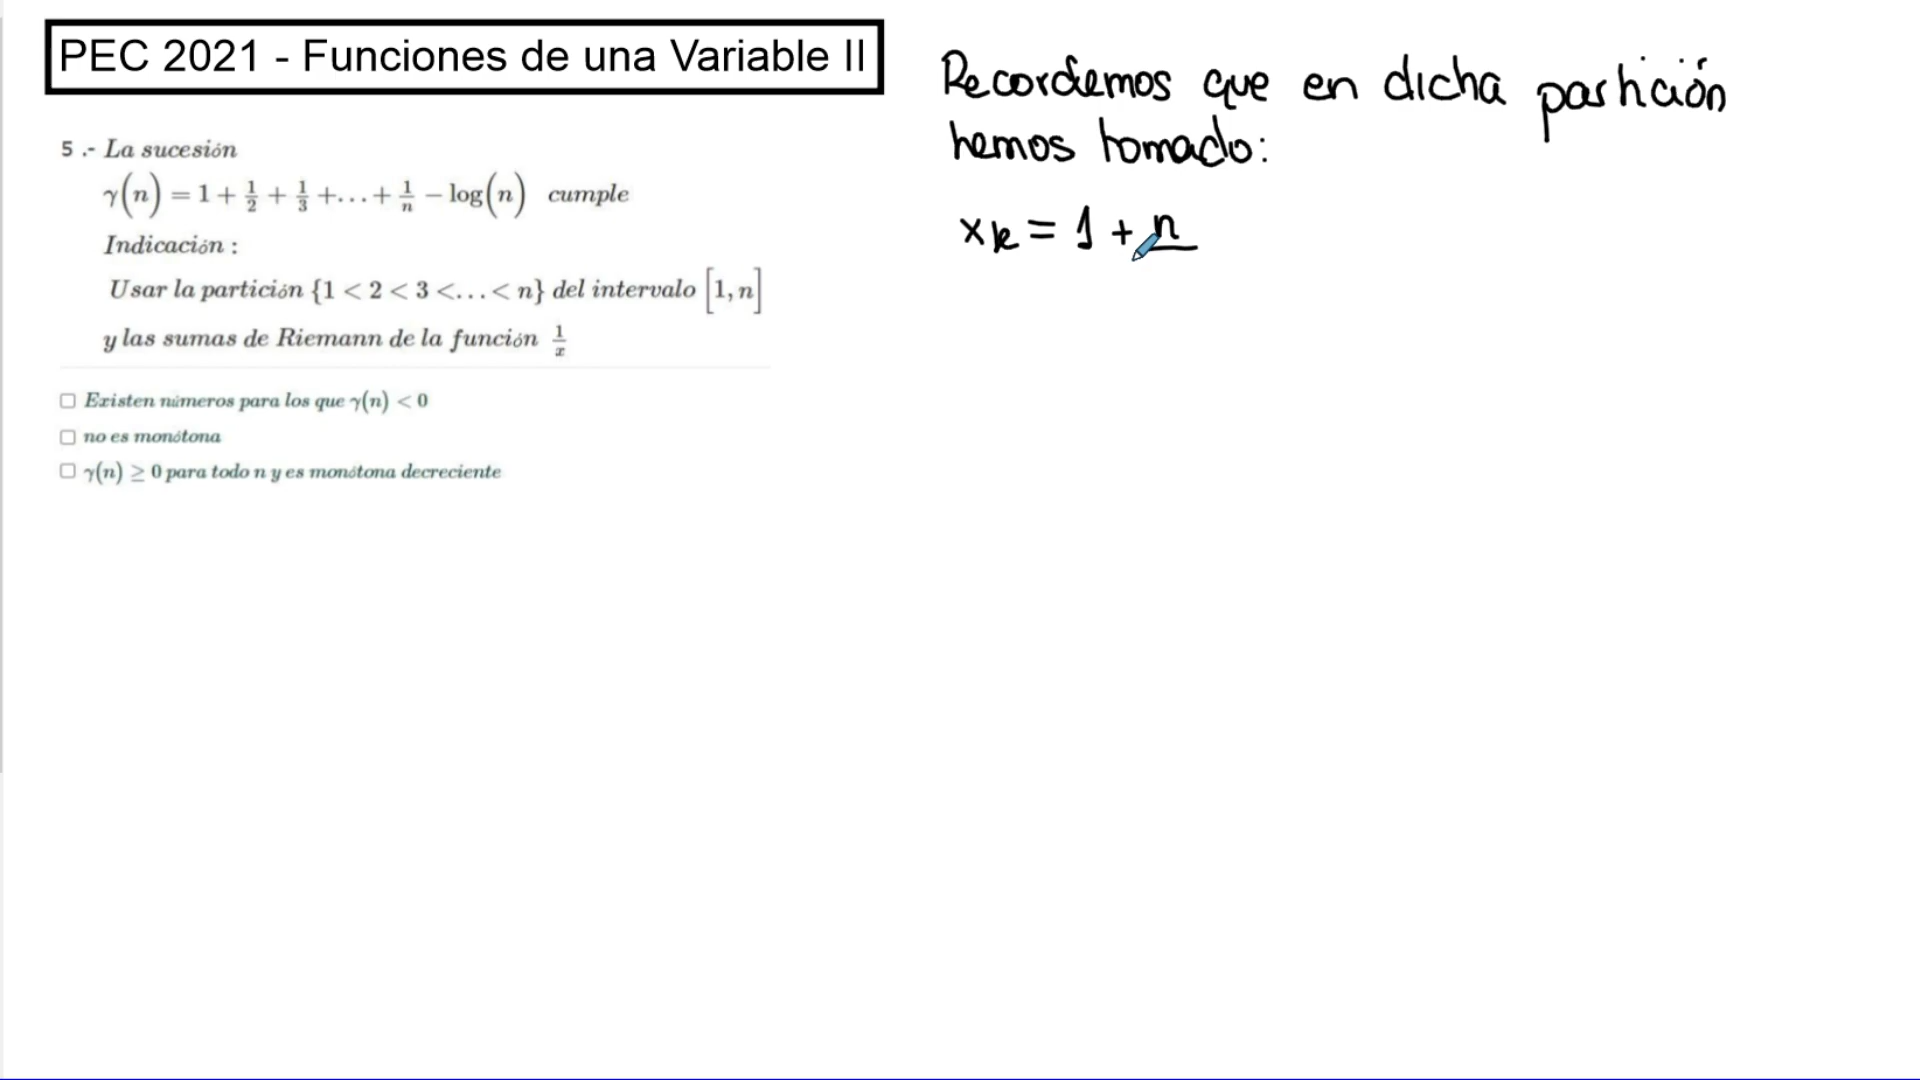 PEC 2021 - Funciones de una Variable II
5 .- La sucesión
γ(n) = 1 + 1/2 + 1/3 +...+ 1/n − log(n) cumple
Indicación :
Usar la partición {1 < 2 < 3 <...< n} del intervalo [1, n]
y las sumas de Riemann de la función 1/x
Existen números para los que γ(n) < 0
no es monótona
γ(n) ≥ 0 para todo n y es monótona decreciente
Recordemos que en dicha partición
hemos tomado:
xk = 1 + n